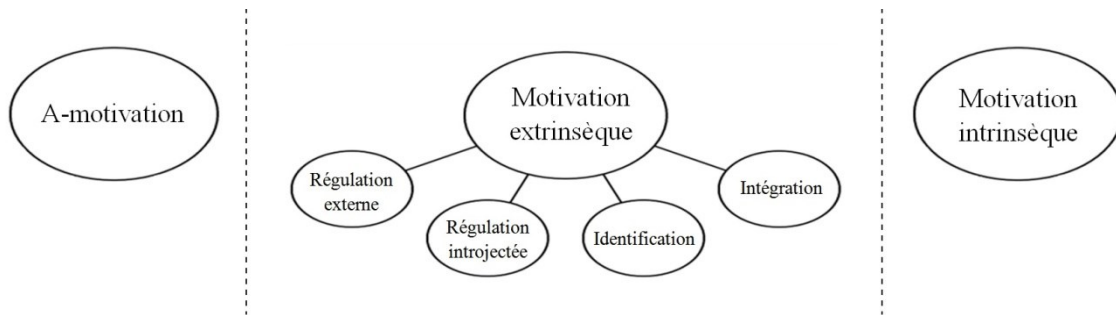 A-motivation
Motivation
extrinsèque
Motivation
intrinsèque
Régulation
externe
Régulation
introjectée
Identification
Intégration